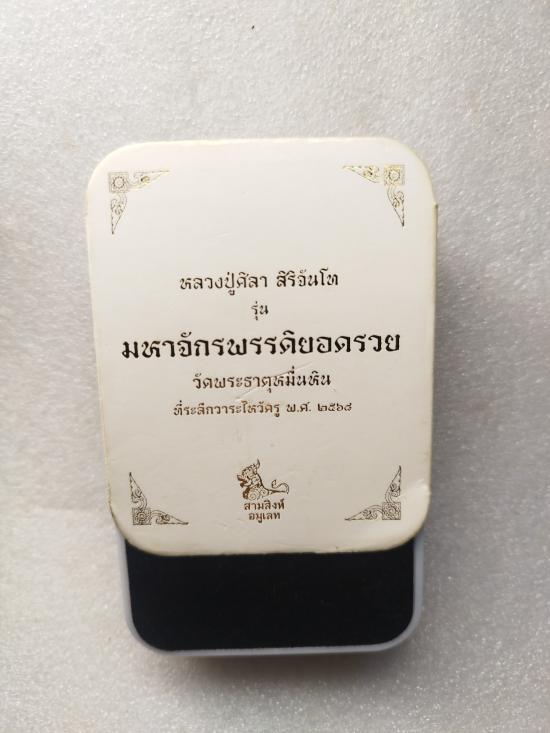 หลวงปู่ศิลา สิริจันโท
รุ่น
มหาจักรพรรดิยอดรวย
วัดพระธาตุหมื่นหิน
ที่ระลึกวาระไหว้ครู พ.ศ. ๒๕๖๘
สามสิงห์
อมูเลท